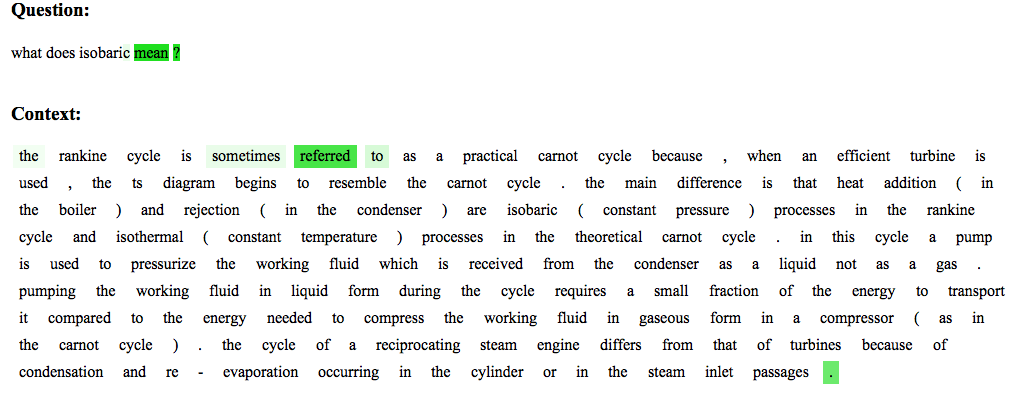 Question:
what does isobaric mean ?
Context:
the rankine cycle is sometimes referred to as a practical carnot cycle because , when an efficient turbine is
used , the ts diagram begins to resemble the carnot cycle . the main difference is that heat addition ( in
the boiler ) and rejection ( in the condenser ) are isobaric ( constant pressure ) processes in the rankine
cycle and isothermal ( constant temperature ) processes in the theoretical carnot cycle . in this cycle a pump
is used to pressurize the working fluid which is received from the condenser as a liquid not as a gas .
pumping the working fluid in liquid form during the cycle requires a small fraction of the energy to transport
it compared to the energy needed to compress the working fluid in gaseous form in a compressor ( as in
the carnot cycle ) . the cycle of a reciprocating steam engine differs from that of turbines because of
condensation and re - evaporation occurring in the cylinder or in the steam inlet passages .